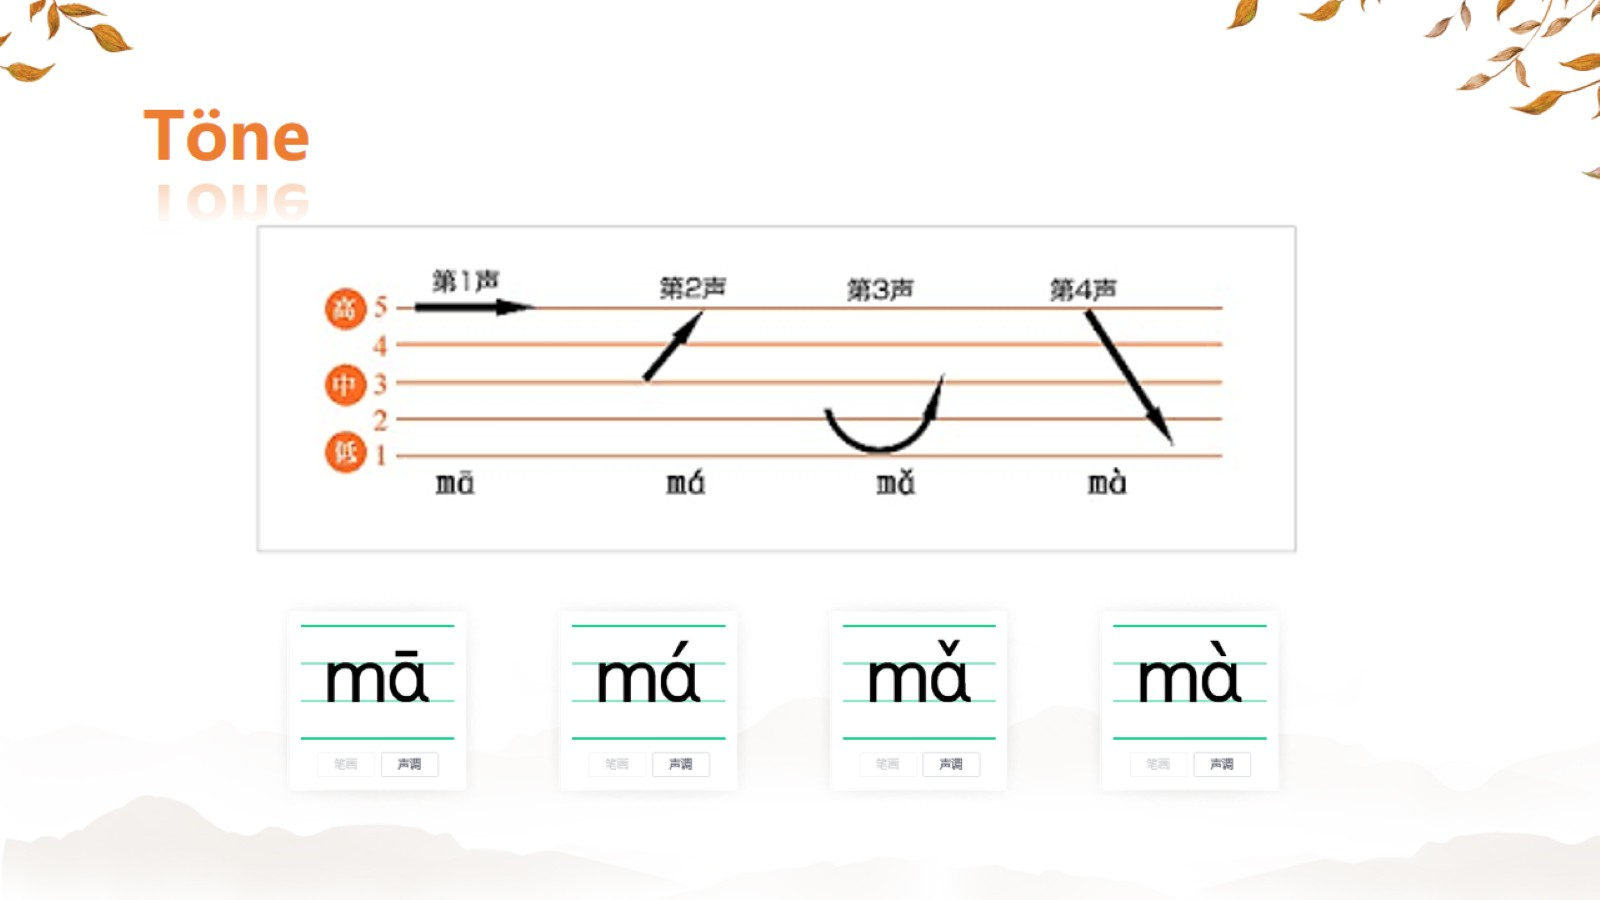 Töne
第1声 第2声 第3声 第4声
高 5
4
中 3
2
低 1
mā má mǎ mà
mā má mǎ mà
笔画 声调 笔画 声调 笔画 声调 笔画 声调